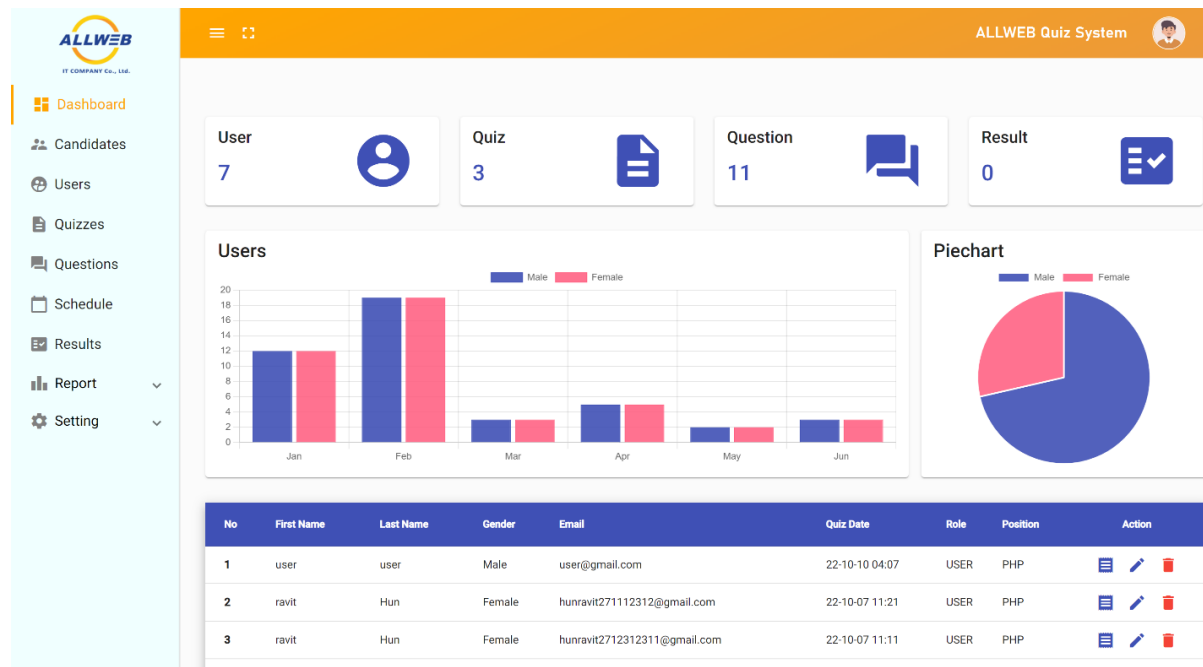 ALLWEB
IT COMPANY Co., Ltd.
ALLWEB Quiz System
Dashboard
Candidates
Users
Quizzes
Questions
Schedule
Results
Report
Setting
User
7
Quiz
3
Question
11
Result
0
Users
Male Female
20
18
16
14
12
10
8
6
4
2
0
Jan Feb Mar Apr May Jun
Piechart
Male Female
No First Name Last Name Gender Email Quiz Date Role Position Action
1 user user Male user@gmail.com 22-10-10 04:07 USER PHP
2 ravit Hun Female hunravit271112312@gmail.com 22-10-07 11:21 USER PHP
3 ravit Hun Female hunravit2712312311@gmail.com 22-10-07 11:11 USER PHP